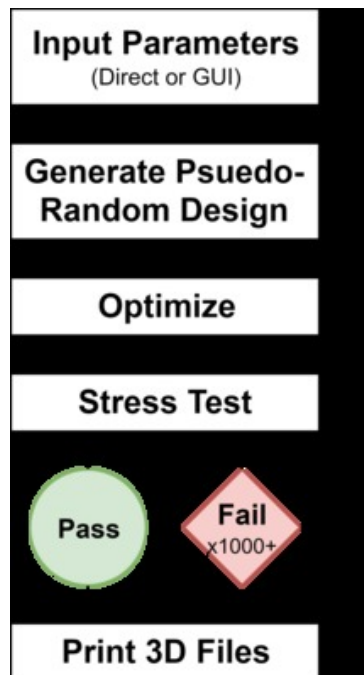 Input Parameters
(Direct or GUI)
Generate Psuedo-
Random Design
Optimize
Stress Test
Pass
Fail
x1000+
Print 3D Files